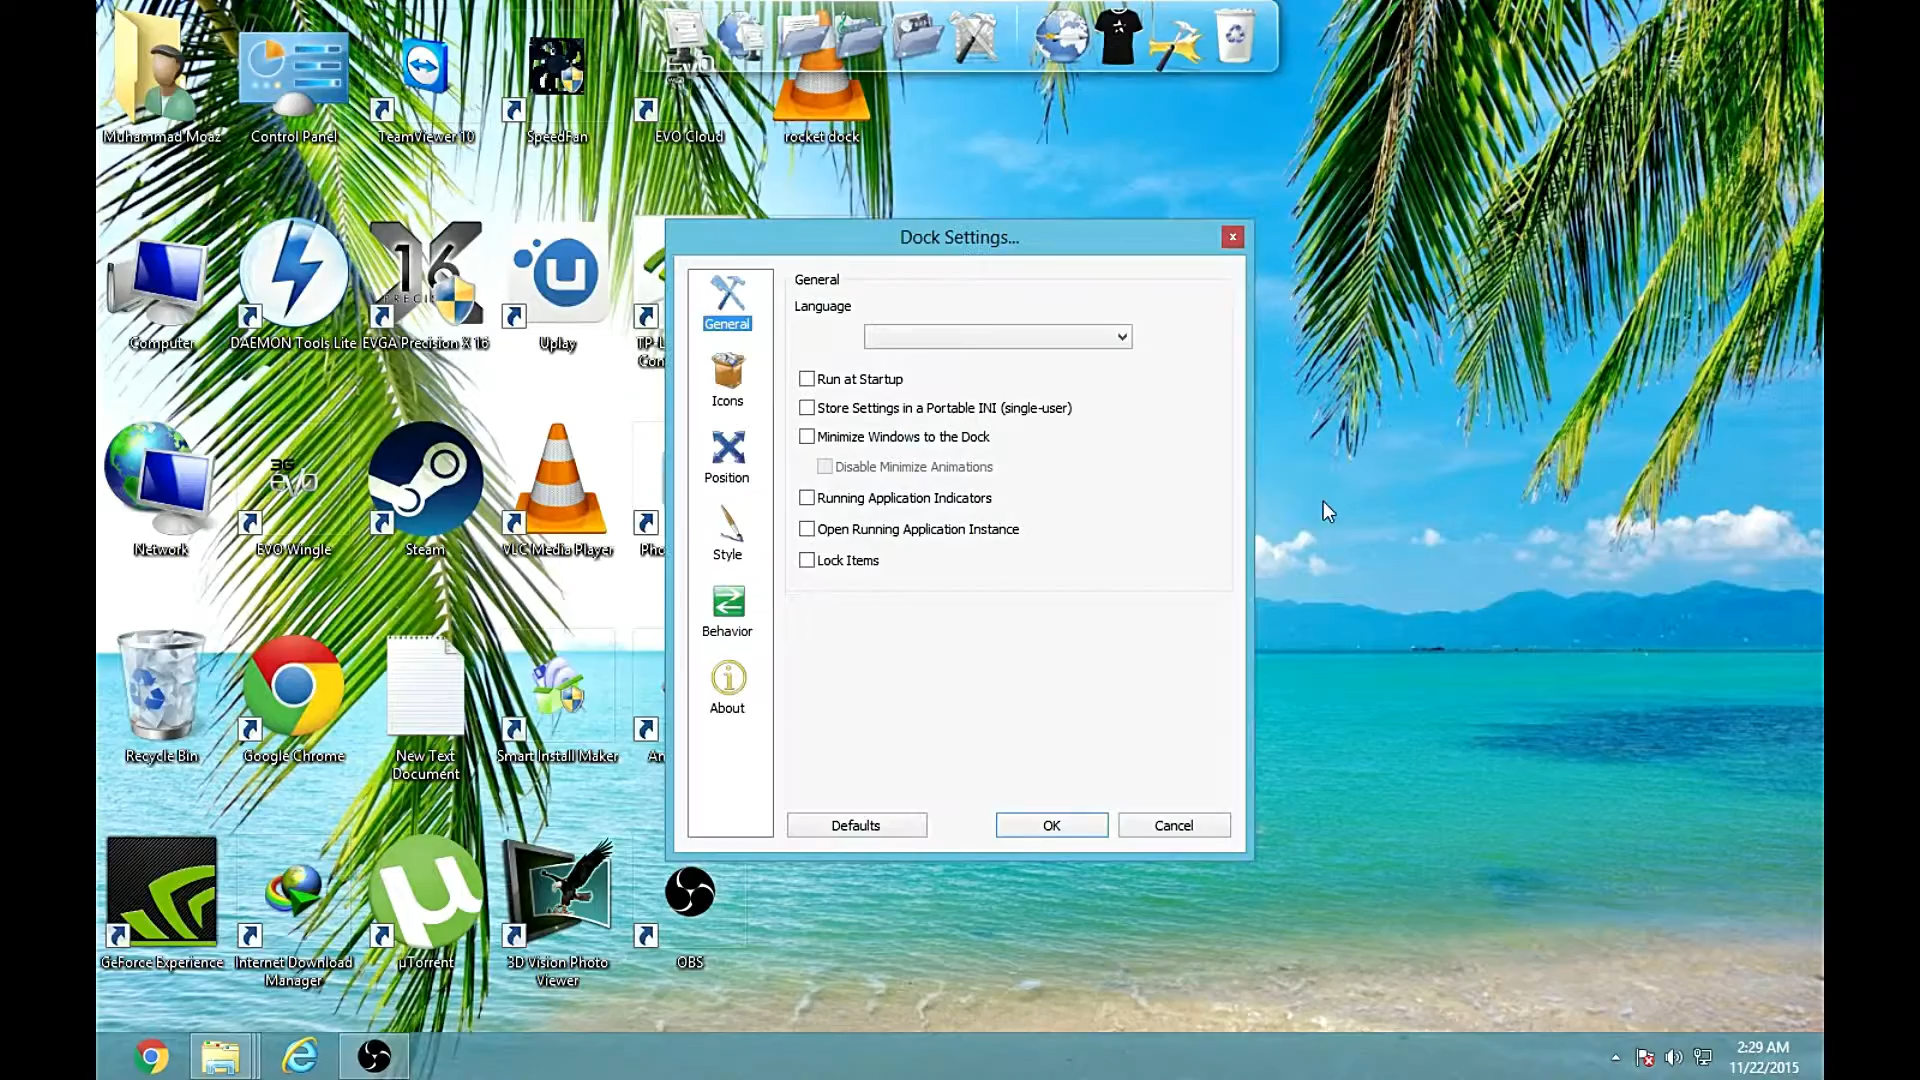 Muhammad Moaz
Control Panel
TeamViewer 10
SpeedFan
EVO
EVO Cloud
rocket dock
Computer
DAEMON Tools Lite
16
EVGA Precision X 16
Uplay
TP-L
Con
Network
3G
evo
EVO Wingle
Steam
VLC Media Player
Pho
Recycle Bin
Google Chrome
New Text
Document
Smart Install Maker
An
GeForce Experience
Internet Download
Manager
µTorrent
3D Vision Photo
Viewer
OBS
Dock Settings...
General
Icons
Position
Style
Behavior
About
General
Language
Run at Startup
Store Settings in a Portable INI (single-user)
Minimize Windows to the Dock
Disable Minimize Animations
Running Application Indicators
Open Running Application Instance
Lock Items
Defaults
OK
Cancel
2:29 AM
11/22/2015